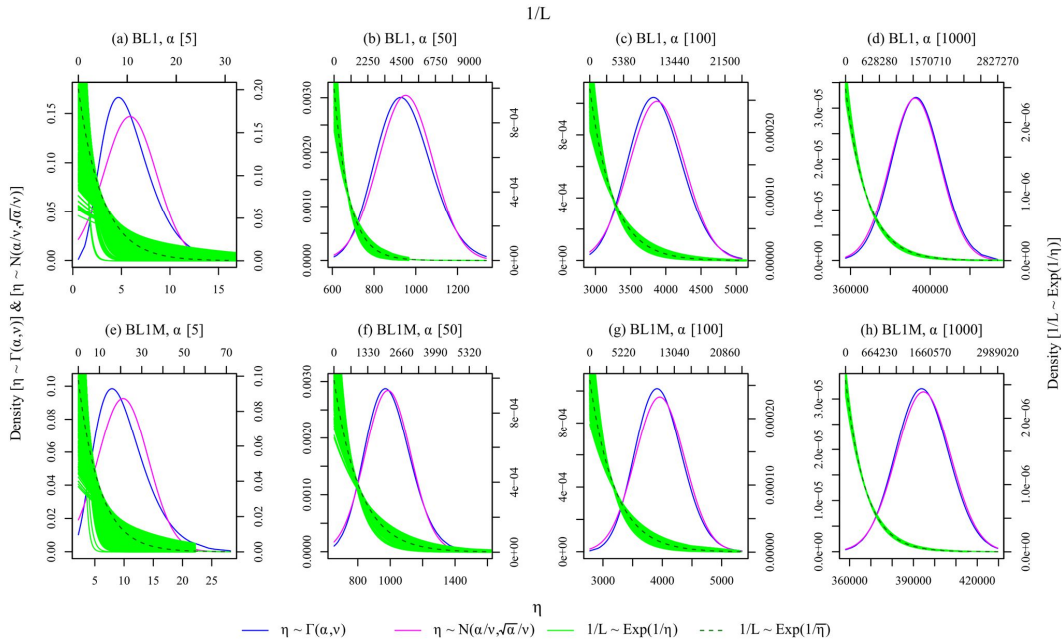 1/L
(a) BL1, α [5]
(b) BL1, α [50]
(c) BL1, α [100]
(d) BL1, α [1000]
0 10 20 30
0 2250 4500 6750 9000
0 5380 13440 21500
0 628280 1570710 2827270
0.00 0.05 0.10 0.15
0.00 0.05 0.10 0.15 0.20
0 5 10 15
0.0000 0.0010 0.0020 0.0030
0e+00 4e-04 8e-04
600 800 1000 1200
0e+00 4e-04 8e-04
0.00000 0.00010 0.00020
3000 3500 4000 4500 5000
0.0e+00 1.0e-05 2.0e-05 3.0e-05
0.0e+00 1.0e-06 2.0e-06
360000 400000
Density [η ~ Γ(α,ν)] & [η ~ N(α/ν,√α/ν)]
Density [1/L ~ Exp(1/η)]
(e) BL1M, α [5]
(f) BL1M, α [50]
(g) BL1M, α [100]
(h) BL1M, α [1000]
0 10 20 30 40 50 70
0 1330 2660 3990 5320
0 5220 13040 20860
0 664230 1660570 2989020
0.00 0.02 0.04 0.06 0.08 0.10
0.00 0.02 0.04 0.06 0.08 0.10
5 10 15 20 25
0.0000 0.0010 0.0020 0.0030
0e+00 4e-04 8e-04
800 1000 1400
0e+00 4e-04 8e-04
0.00000 0.00010 0.00020
3000 4000 5000
0.0e+00 1.0e-05 2.0e-05 3.0e-05
0.0e+00 1.0e-06 2.0e-06
360000 390000 420000
η
η ~ Γ(α,ν) η ~ N(α/ν,√α/ν) 1/L ~ Exp(1/η) 1/L ~ Exp(1/η̅)